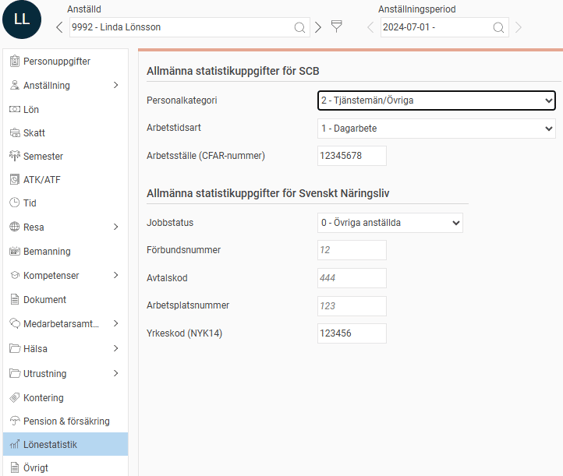 LL
Anställd
9992 - Linda Lönsson
Anställningsperiod
2024-07-01 -
Personuppgifter
Anställning
Lön
Skatt
Semester
ATK/ATF
Tid
Resa
Bemanning
Kompetenser
Dokument
Medarbetarsamt...
Hälsa
Utrustning
Kontering
Pension & försäkring
Lönestatistik
Övrigt
Allmänna statistikuppgifter för SCB
Personalkategori
2 - Tjänstemän/Övriga
Arbetstidsart
1 - Dagarbete
Arbetsställe (CFAR-nummer)
12345678
Allmänna statistikuppgifter för Svenskt Näringsliv
Jobbstatus
0 - Övriga anställda
Förbundsnummer
12
Avtalskod
444
Arbetsplatsnummer
123
Yrkeskod (NYK14)
123456